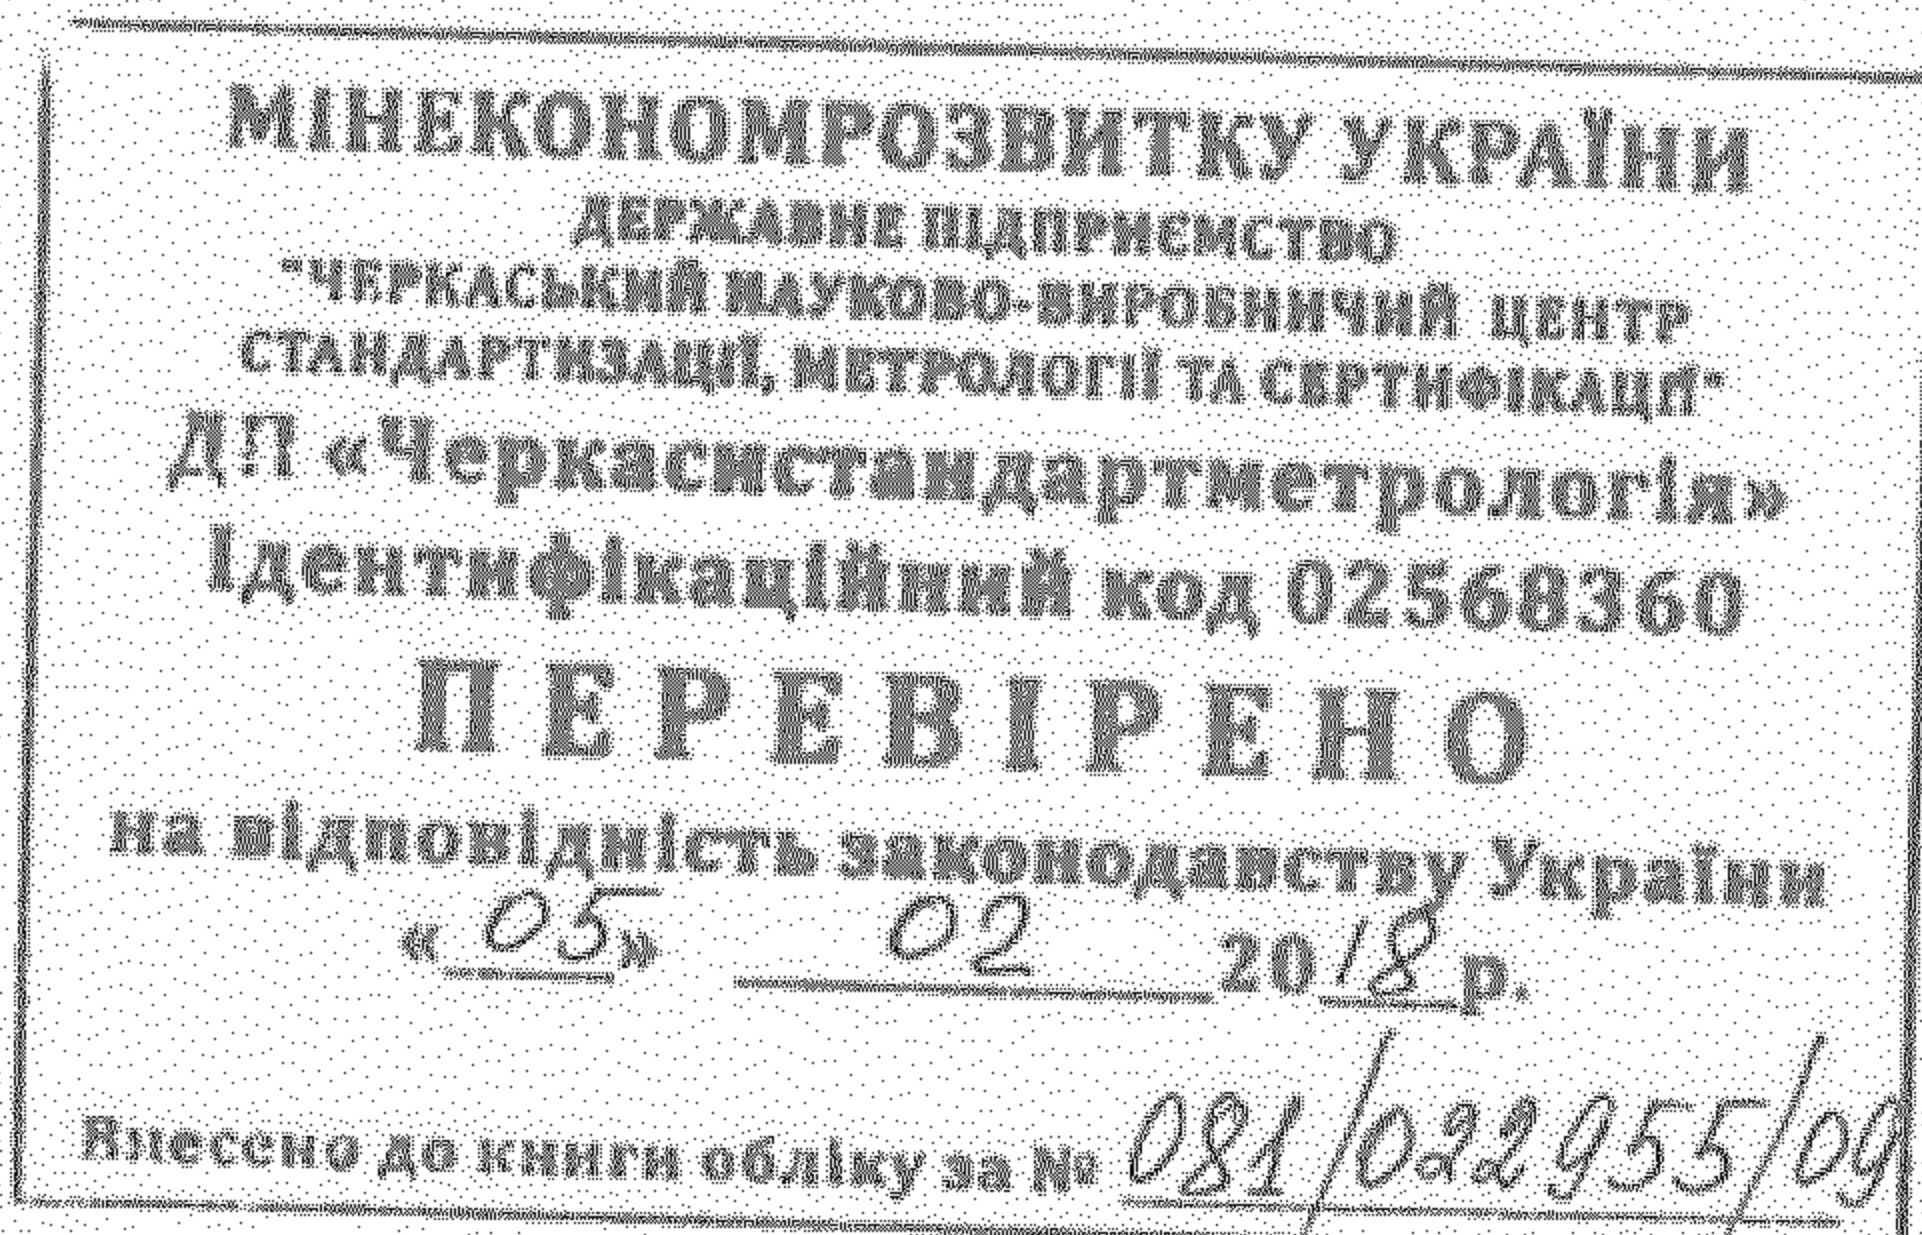 МІНЕКОНОМРОЗВИТКУ УКРАЇНИ
ДЕРЖАВНЕ ПІДПРИЄМСТВО
"ЧЕРКАСЬКИЙ НАУКОВО-ВИРОБНИЧИЙ ЦЕНТР
СТАНДАРТИЗАЦІЇ, МЕТРОЛОГІЇ ТА СЕРТИФІКАЦІЇ"
ДП «Черкасистандартметрологія»
Ідентифікаційний код 02568360
ПЕРЕВІРЕНО
на відповідність законодавству України
«05» 02 2018 р.
Внесено до книги обліку за № 081/022955/09